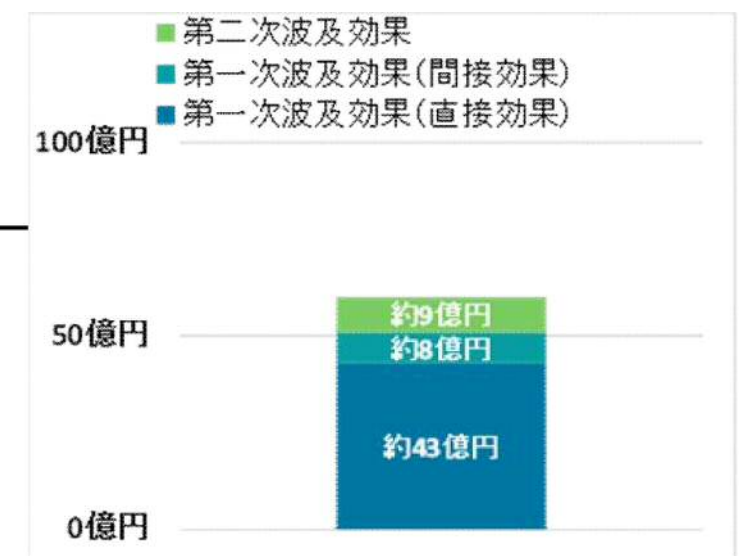 第二次波及効果
第一次波及効果(間接効果)
第一次波及効果(直接効果)
100億円
約9億円
50億円
約8億円
約43億円
0億円